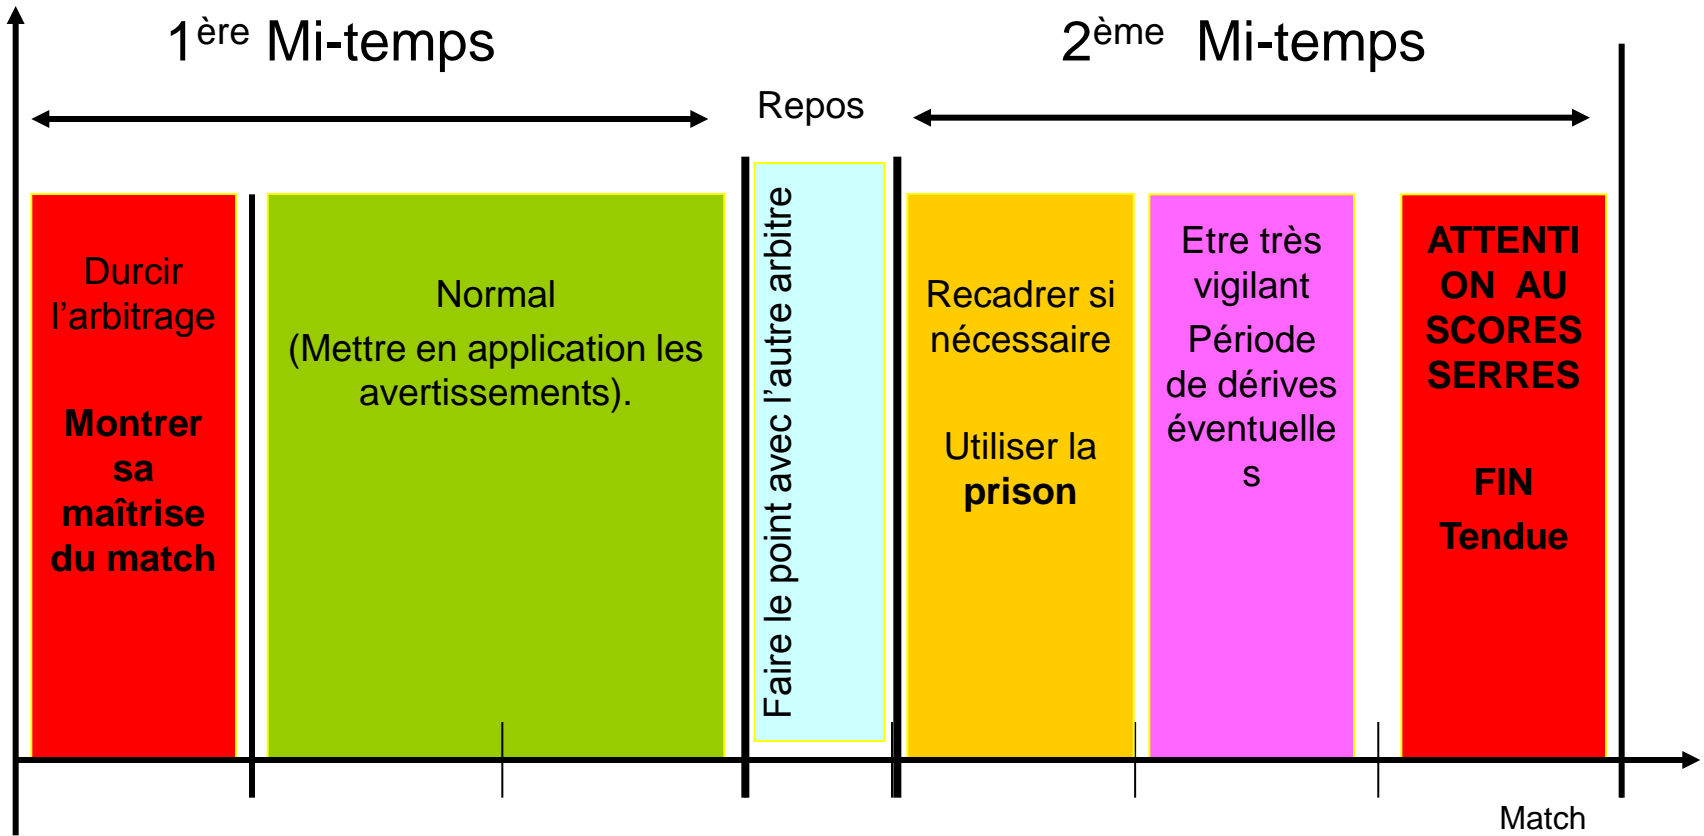 1ère Mi-temps
2ème Mi-temps
Repos
Durcir
l’arbitrage
Montrer
sa
maîtrise
du match
Normal
(Mettre en application les
avertissements).
Faire le point avec l’autre arbitre
Recadrer si
nécessaire
Utiliser la
prison
Etre très
vigilant
Période
de dérives
éventuelle
s
ATTENTI
ON AU
SCORES
SERRES
FIN
Tendue
Match